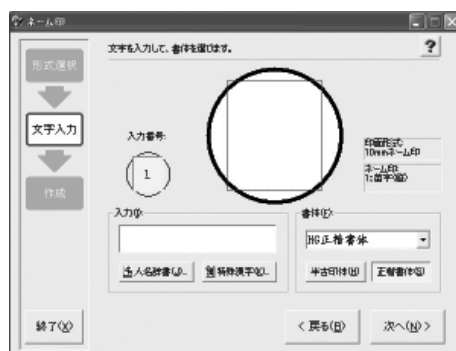 ネーム印
文字を入力して、書体を選びます。
?
形式選択
文字入力
作成
入力番号:
1
印面形式:
10mmネーム印
ネーム印:
1:苗字(縦)
入力(I):
人名辞書(J)...
特殊漢字(K)...
書体(F):
HG正楷書体
半古印体(H)
正楷書体(S)
終了(X)
< 戻る(B)
次へ(N) >